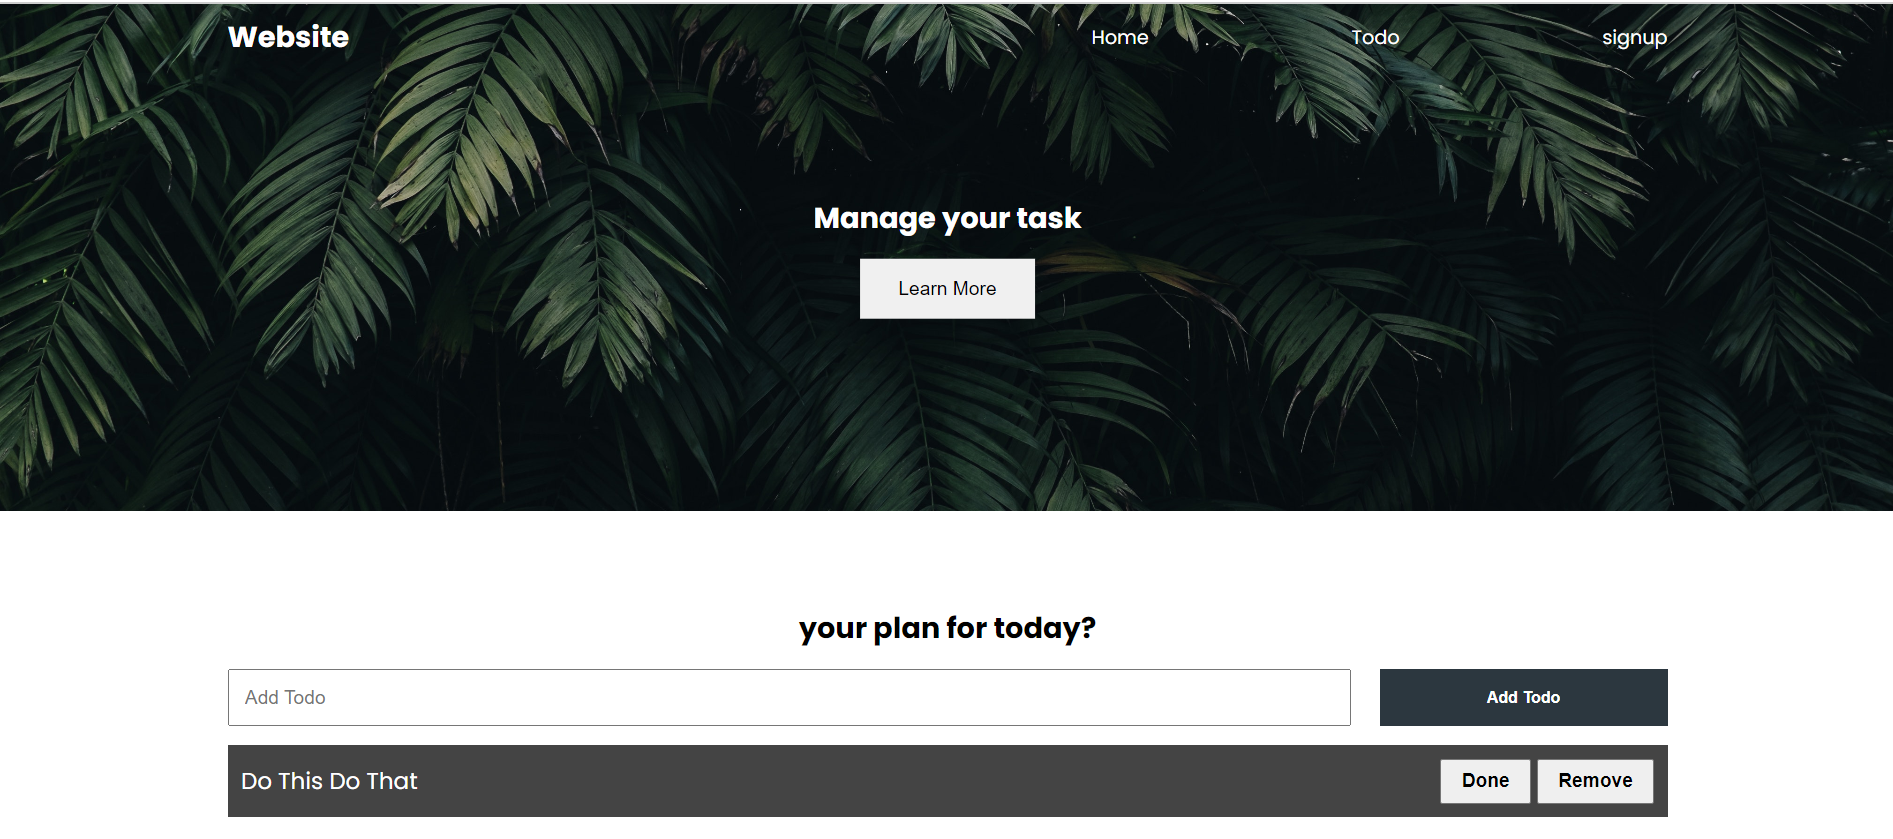 Website Home Todo signup
Manage your task
Learn More
your plan for today?
Add Todo Add Todo
Do This Do That Done Remove